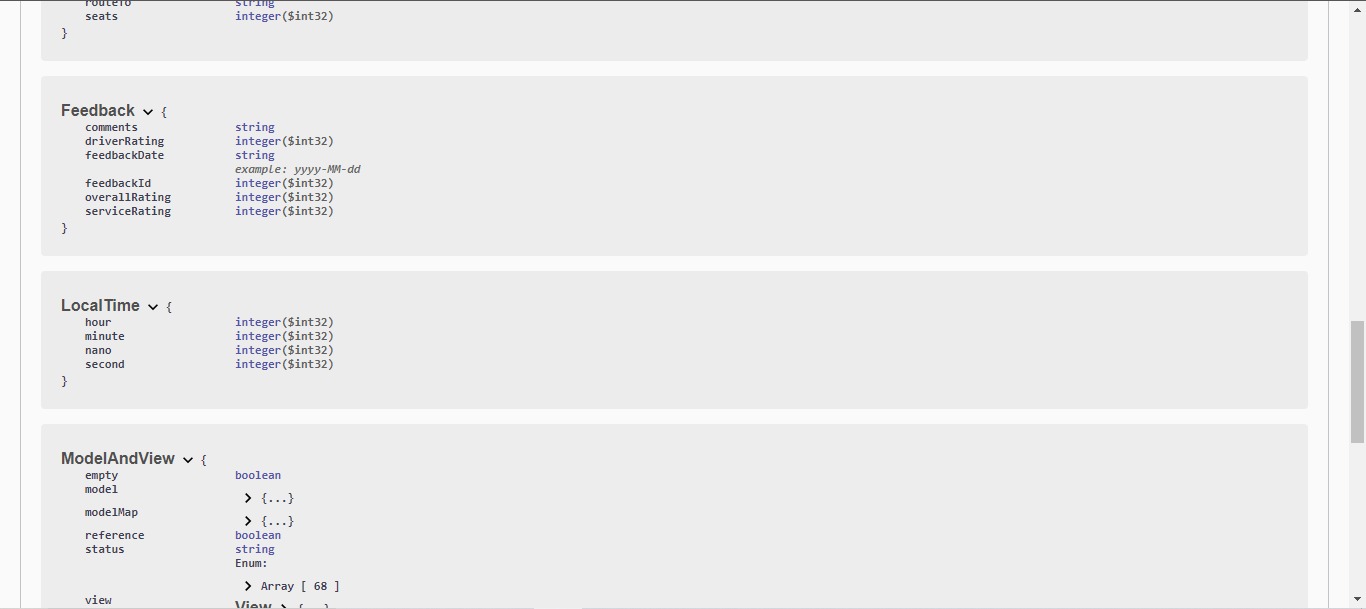 routeTo string
seats integer($int32)
}
Feedback {
comments string
driverRating integer($int32)
feedbackDate string
example: yyyy-MM-dd
feedbackId integer($int32)
overallRating integer($int32)
serviceRating integer($int32)
}
LocalTime {
hour integer($int32)
minute integer($int32)
nano integer($int32)
second integer($int32)
}
ModelAndView {
empty boolean
model {...}
modelMap {...}
reference boolean
status string
Enum:
Array [ 68 ]
view View {...}